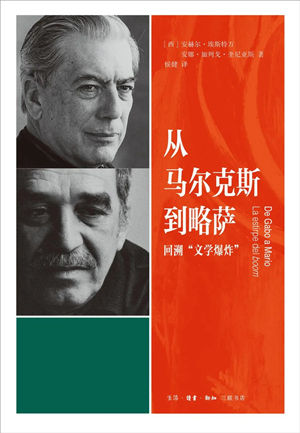 ［西］安赫尔·埃斯特万
安娜·加列戈·奎尼亚斯 著
侯健 译
从
马尔克斯
到略萨
回溯“文学爆炸”
De Gabo a Mario
La estirpe del boom
生活·讀書·新知 三联书店